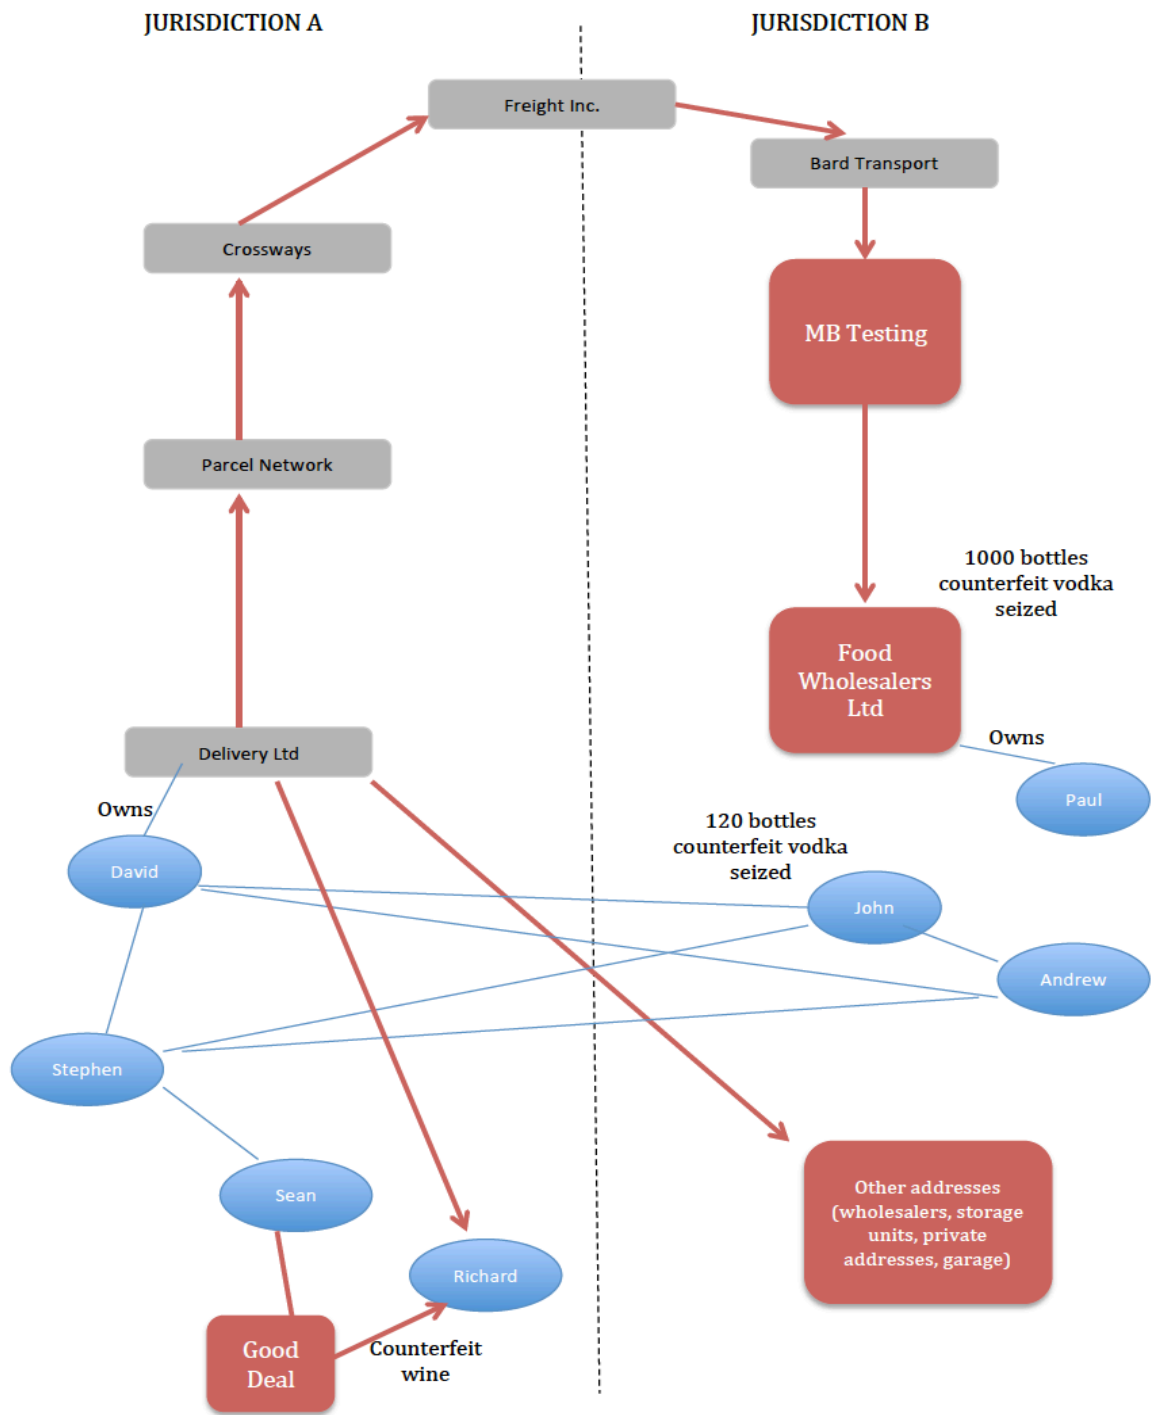 JURISDICTION A
JURISDICTION B
Freight Inc.
Bard Transport
Crossways
MB Testing
Parcel Network
1000 bottles
counterfeit vodka
seized
Food
Wholesalers
Ltd
Delivery Ltd
Owns
Owns
Paul
120 bottles
counterfeit vodka
seized
David
John
Andrew
Stephen
Sean
Other addresses
(wholesalers, storage
units, private
addresses, garage)
Richard
Good
Deal
Counterfeit
wine